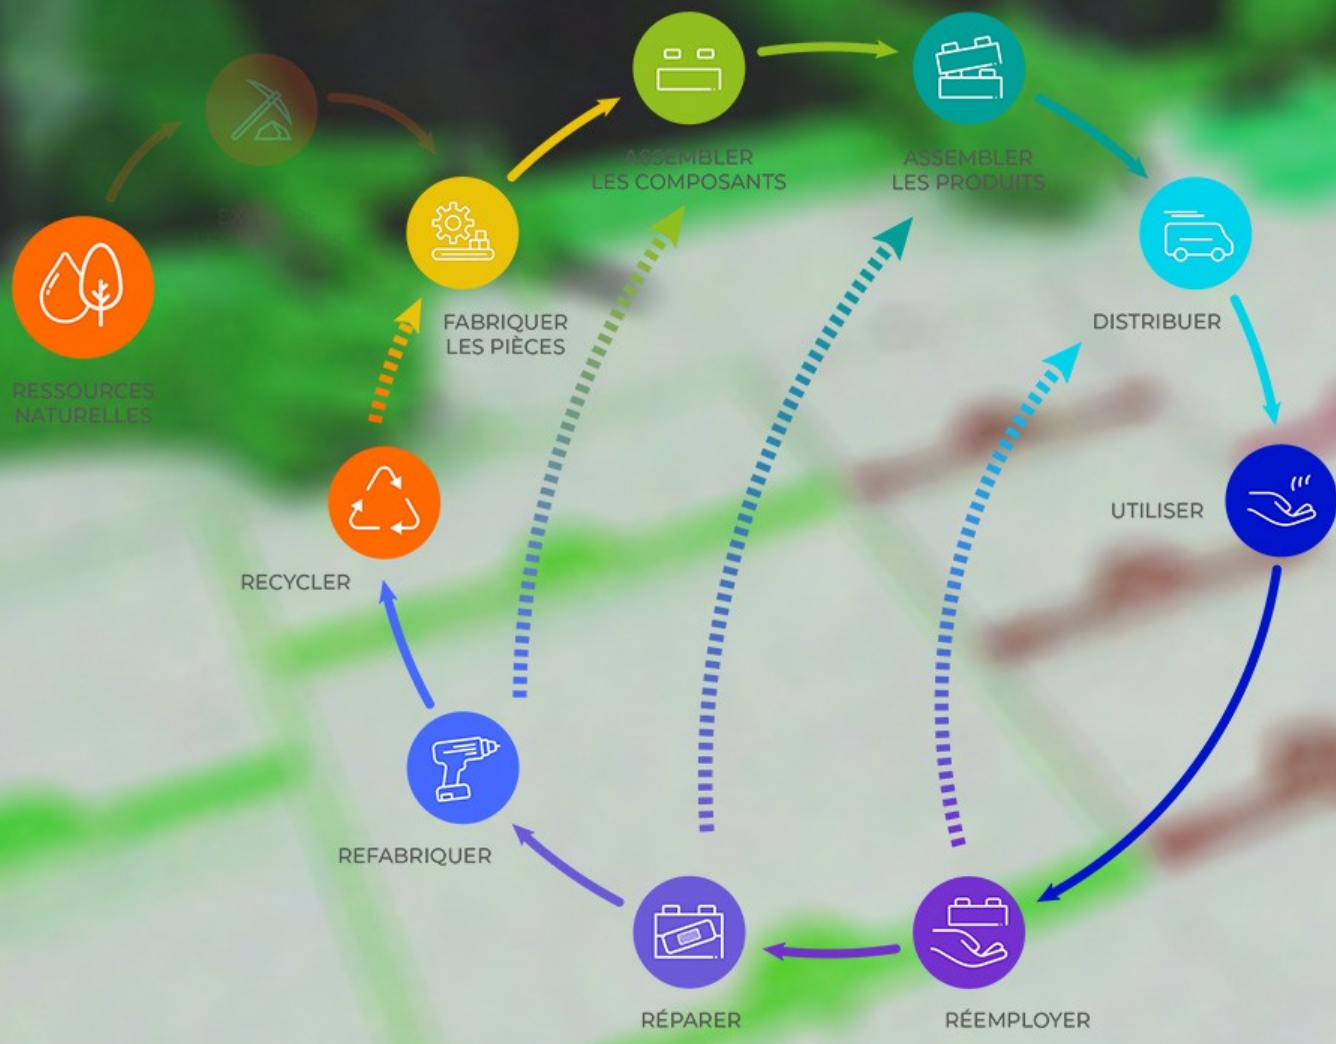 ASSEMBLER
LES COMPOSANTS
ASSEMBLER
LES PRODUITS
FABRIQUER
LES PIÈCES
DISTRIBUER
RESSOURCES
NATURELLES
UTILISER
RECYCLER
REFABRIQUER
RÉPARER
RÉEMPLOYER